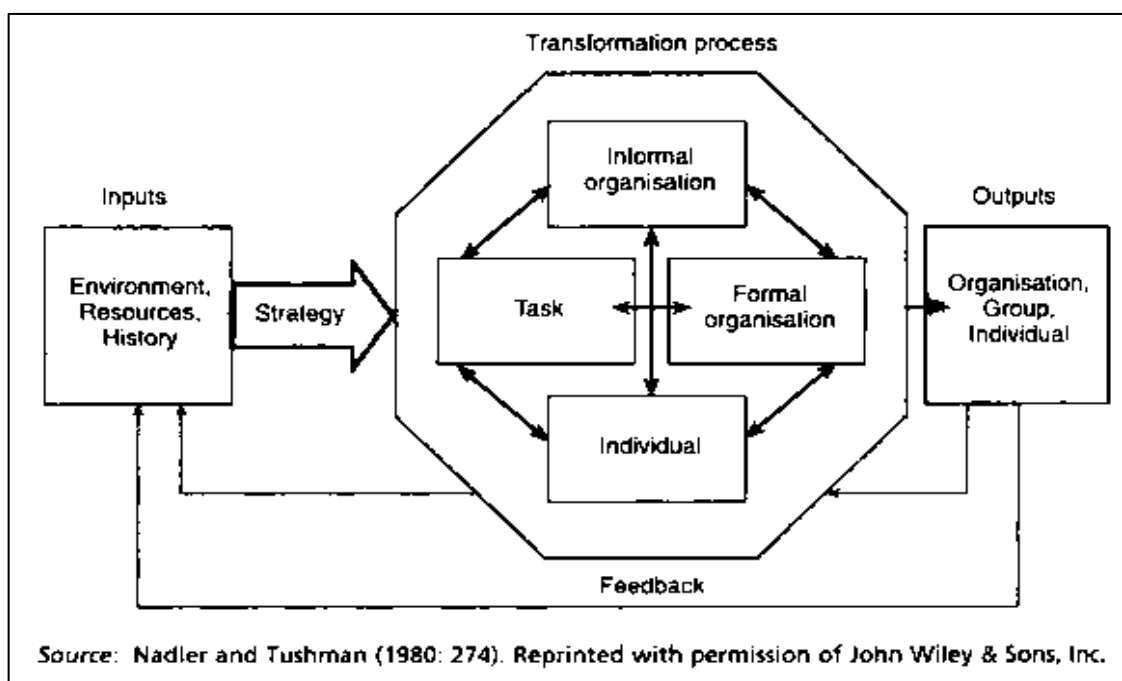 Transformation process
Informal
organisation
Inputs
Outputs
Environment,
Resources,
History
Strategy
Task
Formal
organisation
Organisation,
Group,
Individual
Individual
Feedback
Source: Nadler and Tushman (1980: 274). Reprinted with permission of John Wiley & Sons, Inc.